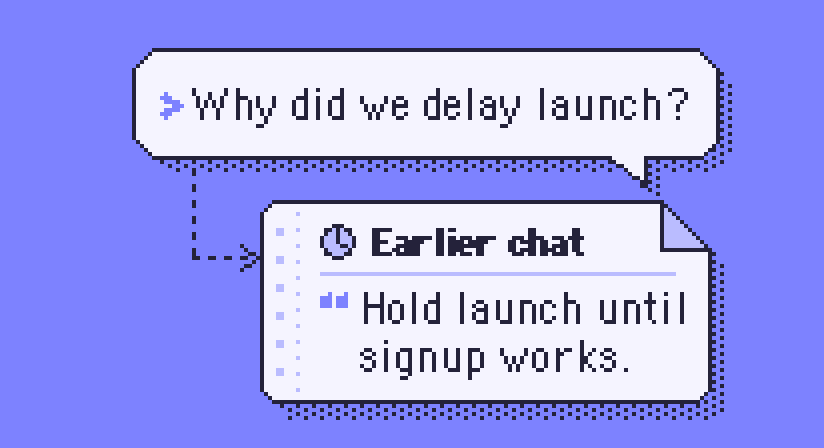 > Why did we delay launch?
Earlier chat
“ Hold launch until
signup works.